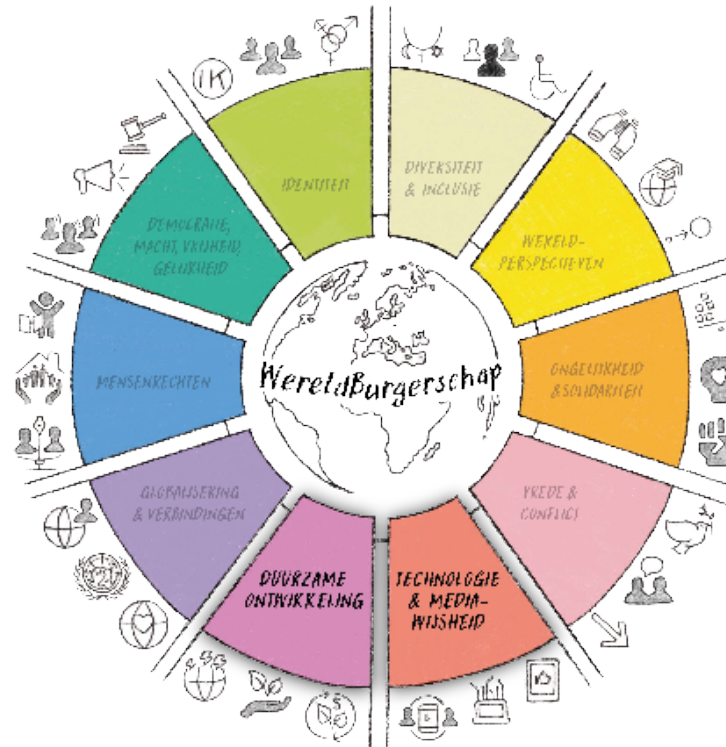 WERELDBURGERSCHAP
IDENTITEIT
DIVERSITEIT
& INCLUSIE
WERELD-
PERSPECTIEVEN
ONGELIJKHEID
& SOLIDARITEIT
VREDE &
CONFLICT
TECHNOLOGIE
& MEDIA-
WIJSHEID
DUURZAME
ONTWIKKELING
GLOBALISERING
& VERBINDINGEN
MENSENRECHTEN
DEMOCRATIE,
MACHT, VRIJHEID,
GELIJKHEID
IK